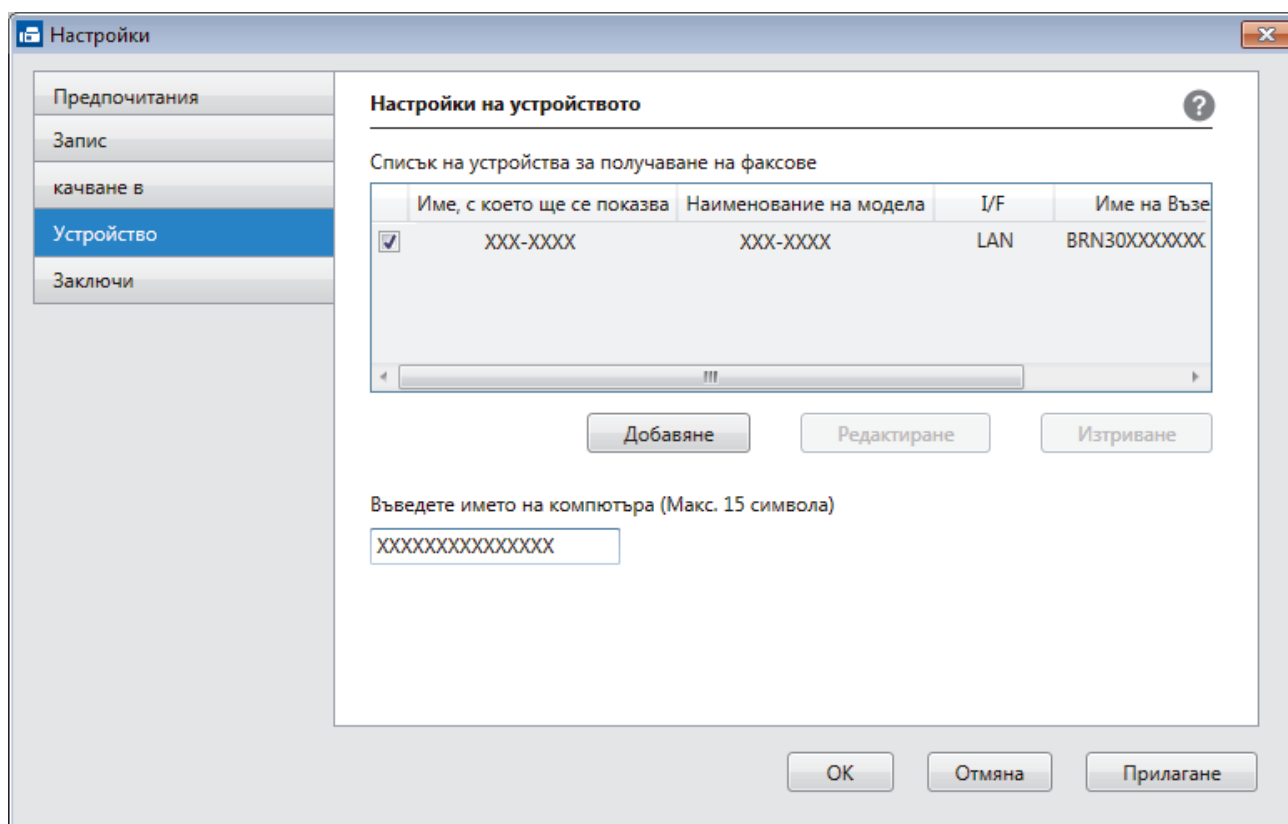 Настройки
Предпочитания
Запис
качване в
Устройство
Заключи
Настройки на устройството
?
Списък на устройства за получаване на факсове
Име, с което ще се показва Наименование на модела I/F Име на Възе
XXX-XXXX XXX-XXXX LAN BRN30XXXXXXX
Добавяне Редактиране Изтриване
Въведете името на компютъра (Макс. 15 символа)
XXXXXXXXXXXXXXX
OK Отмяна Прилагане